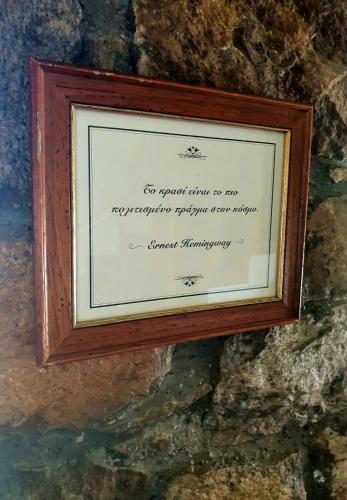 Το κρασί είναι το πιο
πολιτισμένο πράγμα στον κόσμο.
Ernest Hemingway